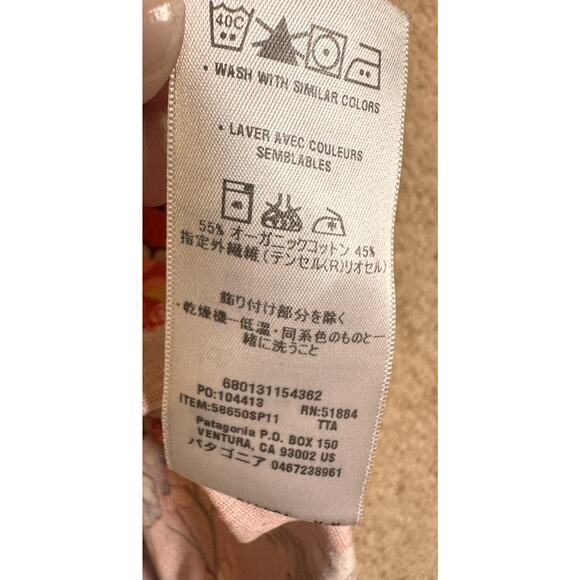 40C
• WASH WITH SIMILAR COLORS
• LAVER AVEC COULEURS
SEMBLABLES
55% オーガニックコットン 45%
指定外繊維(テンセル(R)リオセル)
飾り付け部分を除く
・乾燥機一低温・同系色のものと一
緒に洗うこと
680131154362
PO:104413 RN:51884
ITEM:58650SP11 TTA
Patagonia P.O. BOX 150
VENTURA, CA 93002 US
パタゴニア 0467238961